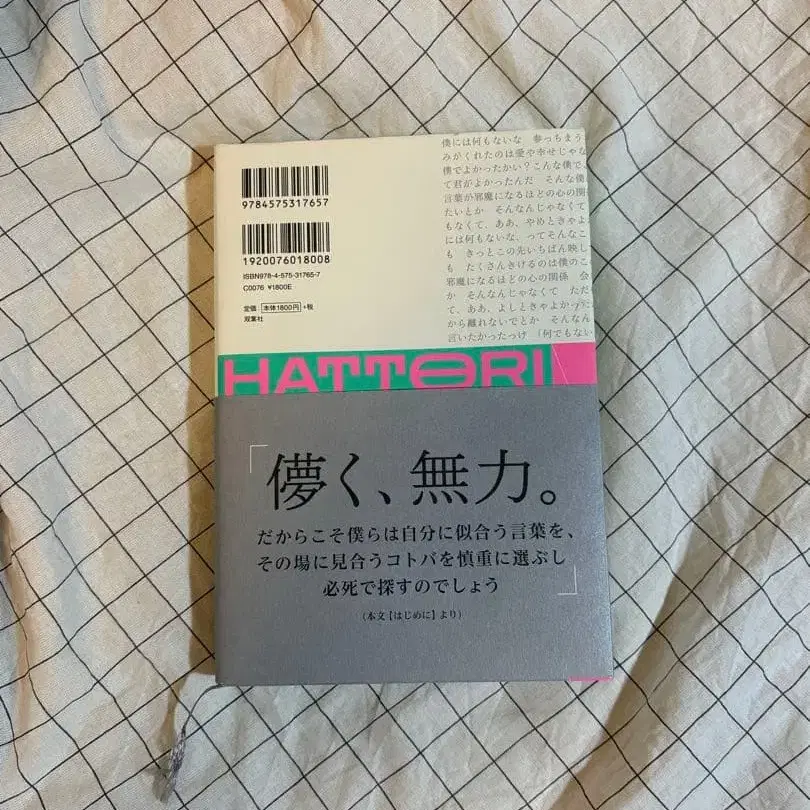 9784575317657
1920076018008
ISBN978-4-575-31765-7
C0076 ¥1800E
定価 本体1800円 +税
双葉社
僕には何もないな 参っちまう
みがくれたのは愛や幸せじゃな
僕でよかったかい?こんな僕で
て君がよかったんだ そんな僕
言葉が邪魔になるほどの心の関
たいとか そんなんじゃなくて
もなくて、ああ、やめときゃよ
には何もないな、ってそんなこ
も きっとこの先いちばん映し
も たくさんきけるのは僕のこ
邪魔になるほどの心の関係 会
か そんなんじゃなくて ただ
て、ああ、よしときゃよかった
から離れないでとか そんなん
言いたかったっけ 「何でもない
HATTORI
「儚く、無力。
だからこそ僕らは自分に似合う言葉を、
その場に見合うコトバを慎重に選ぶし
必死で探すのでしょう」
(本文【はじめに】より)